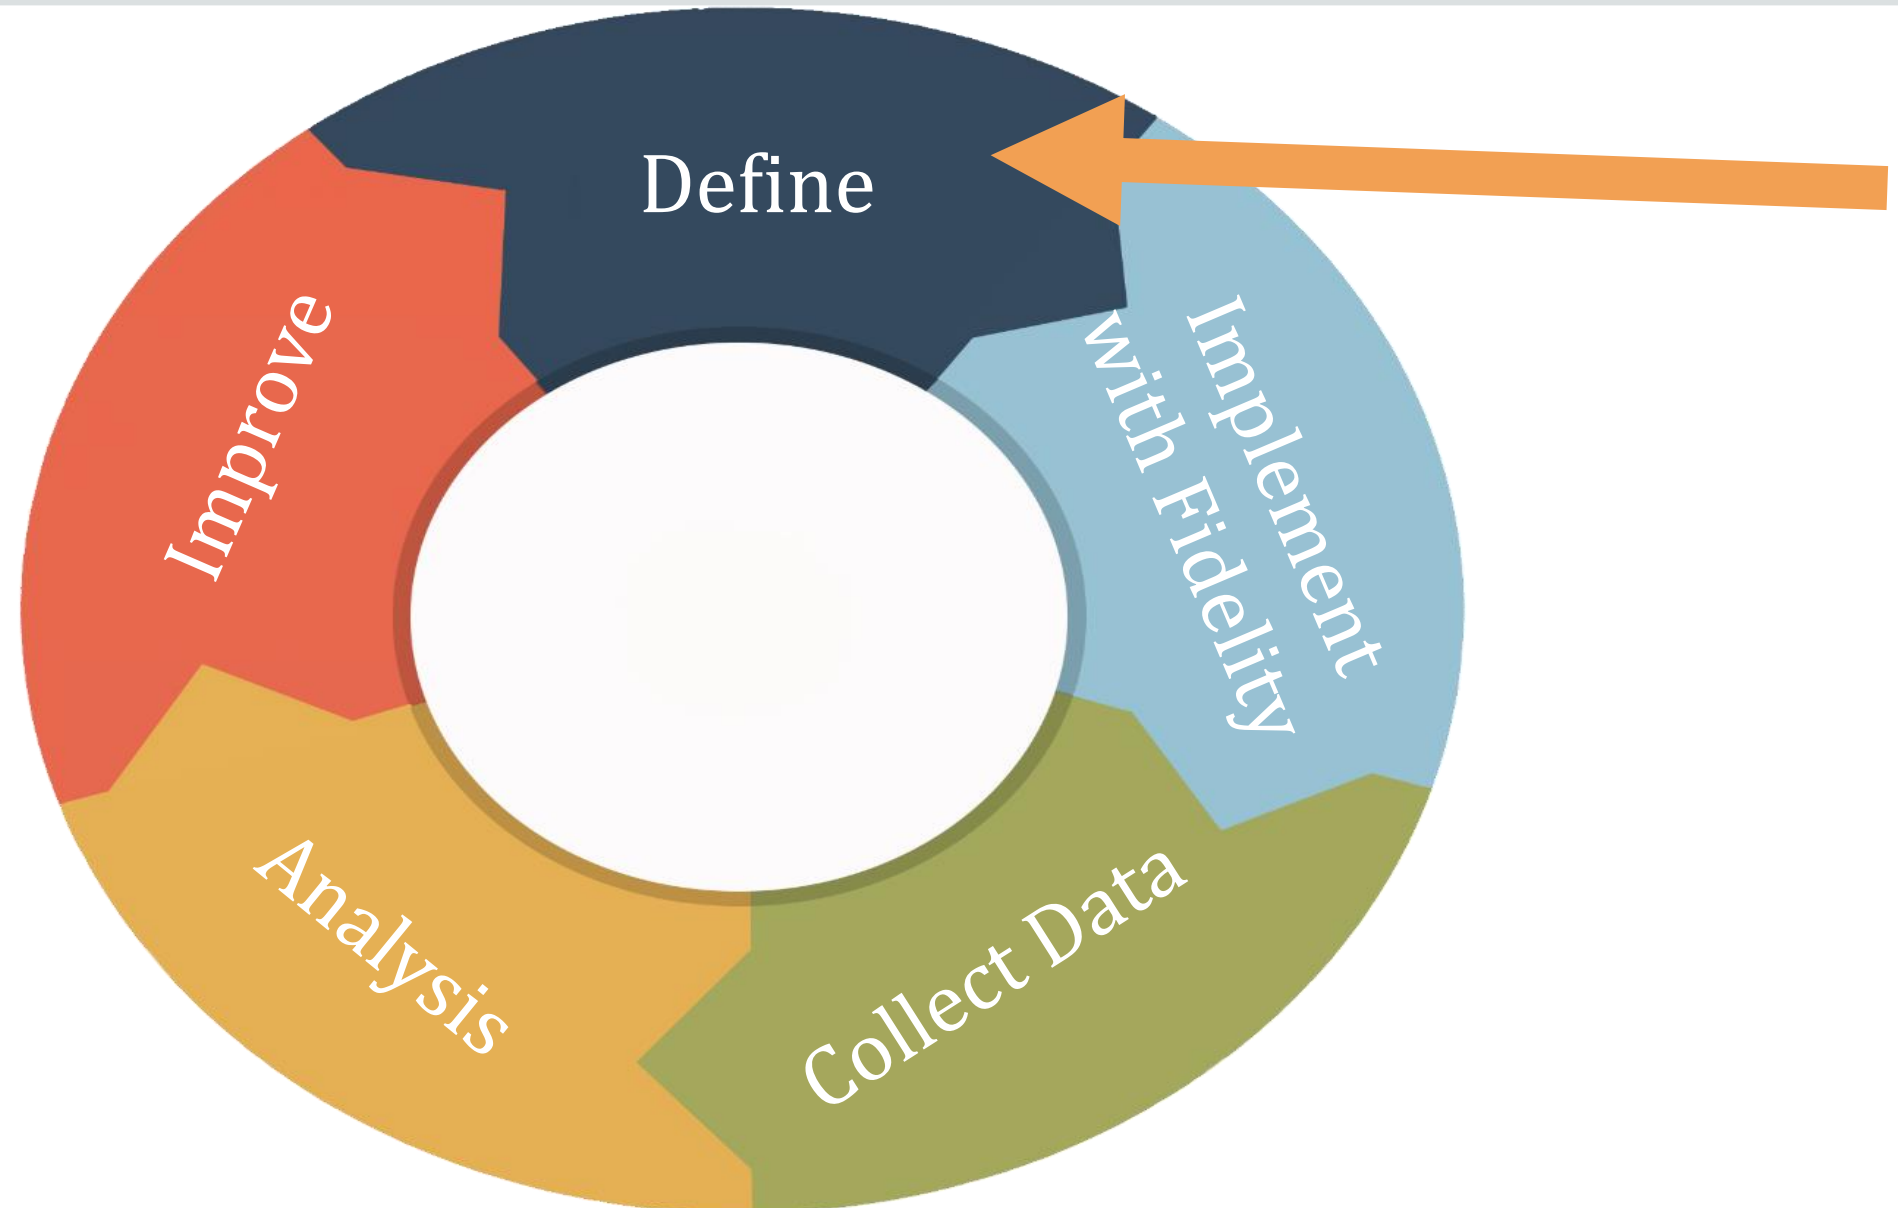 Define
Implement
with Fidelity
Collect Data
Analysis
Improve